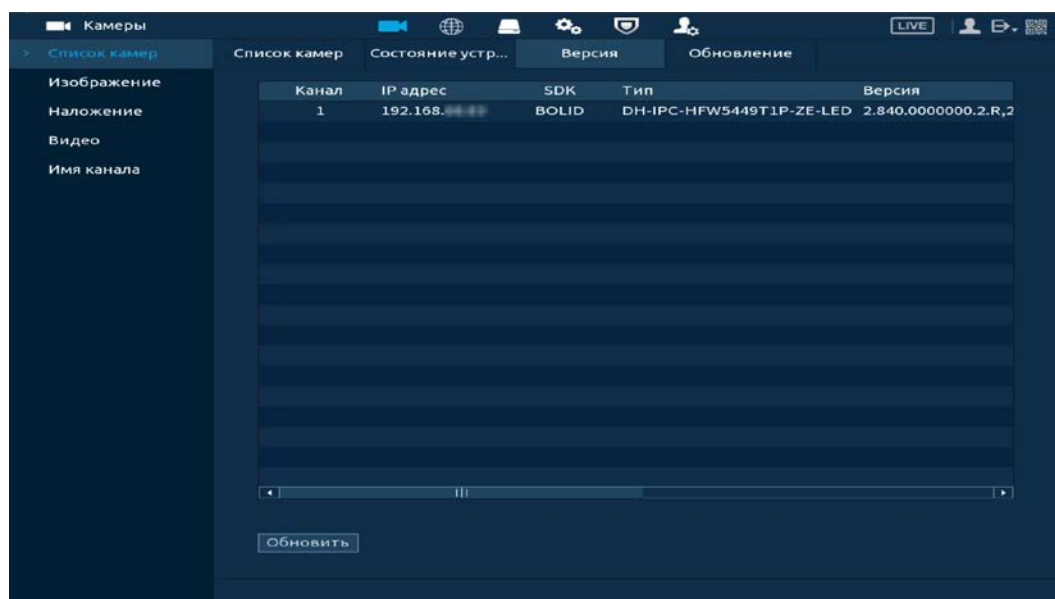 Камеры LIVE
Список камер Список камер Состояние устр... Версия Обновление
Изображение
Канал IP адрес SDK Тип Версия
Наложение 1 192.168. BOLID DH-IPC-HFW5449T1P-ZE-LED 2.840.0000000.2.R,2
Видео
Имя канала
Обновить